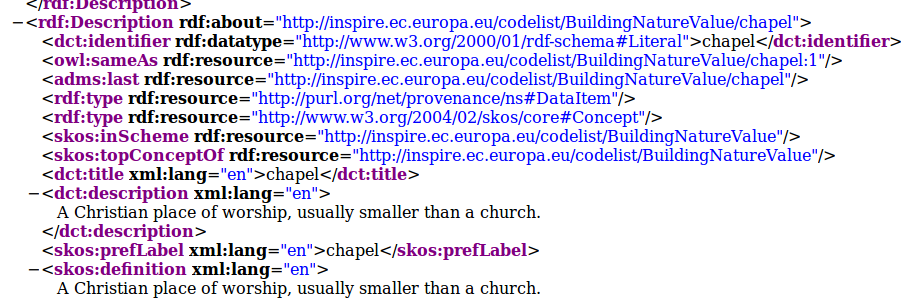 </rdf:Description>
−<rdf:Description rdf:about="http://inspire.ec.europa.eu/codelist/BuildingNatureValue/chapel">
<dct:identifier rdf:datatype="http://www.w3.org/2000/01/rdf-schema#Literal">chapel</dct:identifier>
<owl:sameAs rdf:resource="http://inspire.ec.europa.eu/codelist/BuildingNatureValue/chapel:1"/>
<adms:last rdf:resource="http://inspire.ec.europa.eu/codelist/BuildingNatureValue/chapel"/>
<rdf:type rdf:resource="http://purl.org/net/provenance/ns#DataItem"/>
<rdf:type rdf:resource="http://www.w3.org/2004/02/skos/core#Concept"/>
<skos:inScheme rdf:resource="http://inspire.ec.europa.eu/codelist/BuildingNatureValue"/>
<skos:topConceptOf rdf:resource="http://inspire.ec.europa.eu/codelist/BuildingNatureValue"/>
<dct:title xml:lang="en">chapel</dct:title>
−<dct:description xml:lang="en">
A Christian place of worship, usually smaller than a church.
</dct:description>
<skos:prefLabel xml:lang="en">chapel</skos:prefLabel>
−<skos:definition xml:lang="en">
A Christian place of worship, usually smaller than a church.